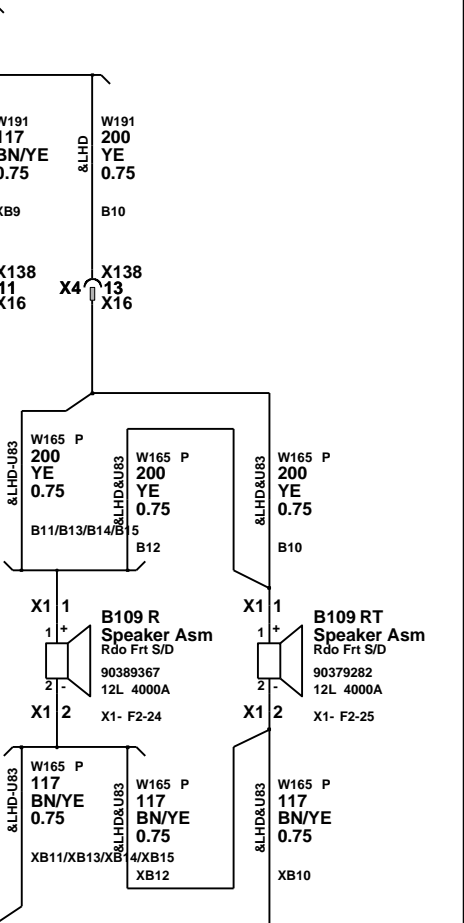 W191
117
BN/YE
0.75
XB9
&LHD
W191
200
YE
0.75
B10
X138
11
X16
X4
X138
13
X16
&LHD-U83
W165 P
200
YE
0.75
B11/B13/B14/B15
&LHD&U83
W165 P
200
YE
0.75
B12
&LHD&U83
W165 P
200
YE
0.75
B10
X1 1
1 +
2 -
X1 2
B109 R
Speaker Asm
Rdo Frt S/D
90389367
12L 4000A
X1- F2-24
X1 1
1 +
2 -
X1 2
B109 RT
Speaker Asm
Rdo Frt S/D
90379282
12L 4000A
X1- F2-25
&LHD-U83
W165 P
117
BN/YE
0.75
XB11/XB13/XB14/XB15
&LHD&U83
W165 P
117
BN/YE
0.75
XB12
&LHD&U83
W165 P
117
BN/YE
0.75
XB10